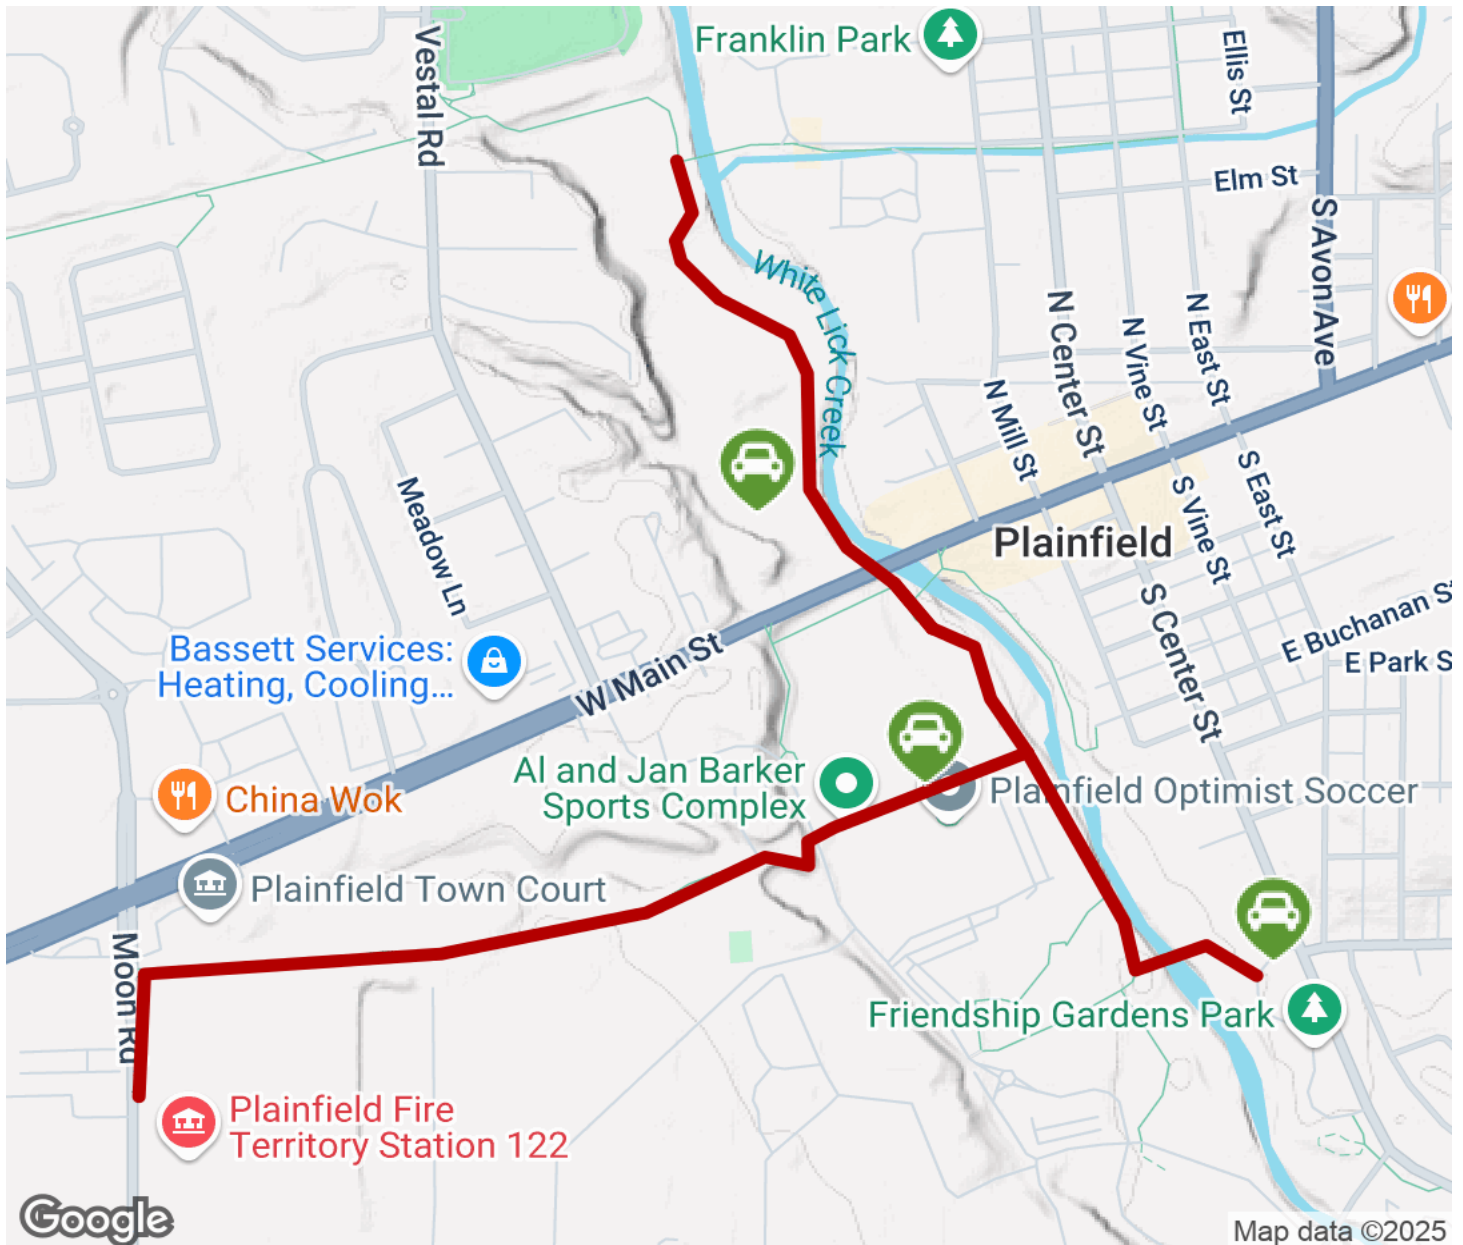 Franklin Park
Vestal Rd
Ellis St
Elm St
S Avon Ave
White Lick Creek
N Center St
N Vine St
N East St
N Mill St
S East St
S Vine St
Plainfield
Meadow Ln
S Center St
E Buchanan S
E Park S
Bassett Services:
Heating, Cooling...
W Main St
Al and Jan Barker
Sports Complex
Plainfield Optimist Soccer
China Wok
Plainfield Town Court
Moon Rd
Friendship Gardens Park
Plainfield Fire
Territory Station 122
Google
Map data ©2025